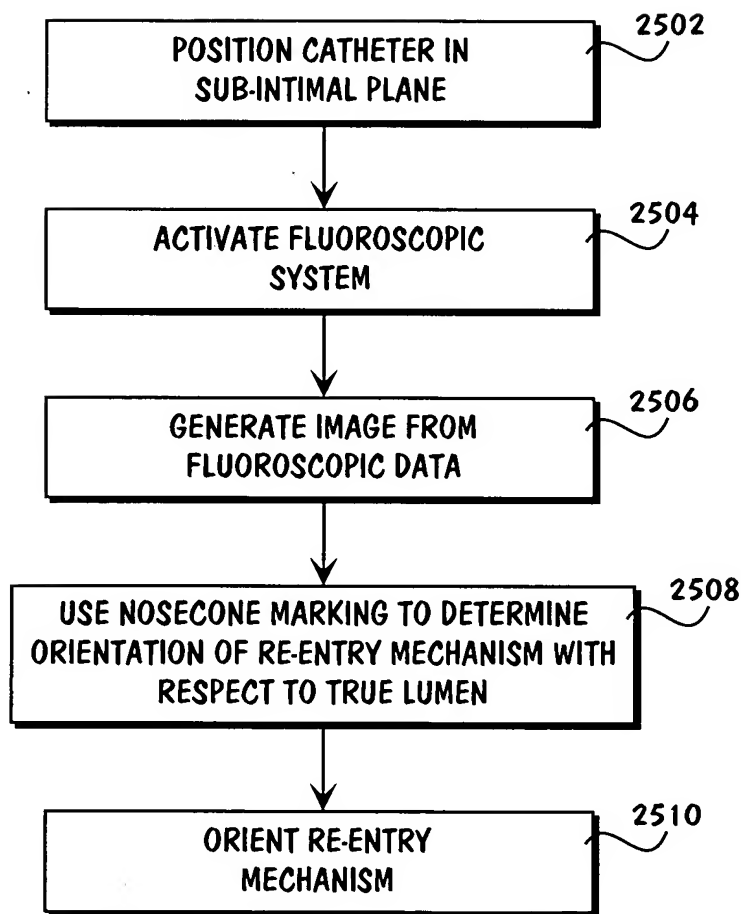 2502
POSITION CATHETER IN
SUB-INTIMAL PLANE
2504
ACTIVATE FLUOROSCOPIC
SYSTEM
2506
GENERATE IMAGE FROM
FLUOROSCOPIC DATA
2508
USE NOSECONE MARKING TO DETERMINE
ORIENTATION OF RE-ENTRY MECHANISM WITH
RESPECT TO TRUE LUMEN
2510
ORIENT RE-ENTRY
MECHANISM